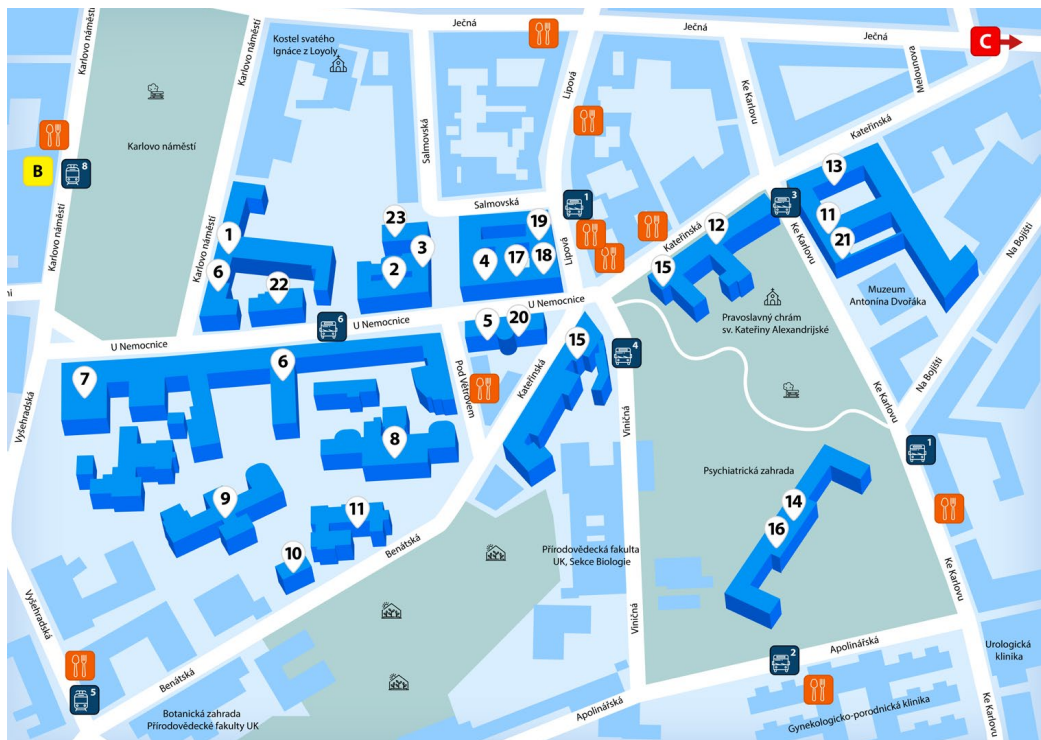 Ječná
Ječná
C
Karlovo náměstí
Karlovo náměstí
Kostel svatého
Ignáce z Loyoly
Lipová
Ke Karlovu
Melounova
Kateřinská
Salmovská
Karlovo náměstí
B
8
13
1
3
Salmovská
23
19
12
11
1
3
Kateřinská
Karlovo náměstí
Lipová
Ke Karlovu
21
Na Bojišti
6
2
4
17
18
15
22
U Nemocnice
Muzeum
Antonína Dvořáka
ni
6
U Nemocnice
5
20
Pravoslavný chrám
sv. Kateřiny Alexandrijské
U Nemocnice
15
4
7
6
Pod Větrovem
Kateřinská
Na Bojišti
Ke Karlovu
Vyšehradská
Viničná
8
1
Psychiatrická zahrada
9
11
14
16
10
Benátská
Přírodovědecká fakulta
UK, Sekce Biologie
Ke Karlovu
Vyšehradská
Viničná
Apolinářská
Urologická
klinika
2
Benátská
5
Apolinářská
Gynekologicko-porodnická klinika
Ke Karlovu
Botanická zahrada
Přírodovědecké fakulty UK